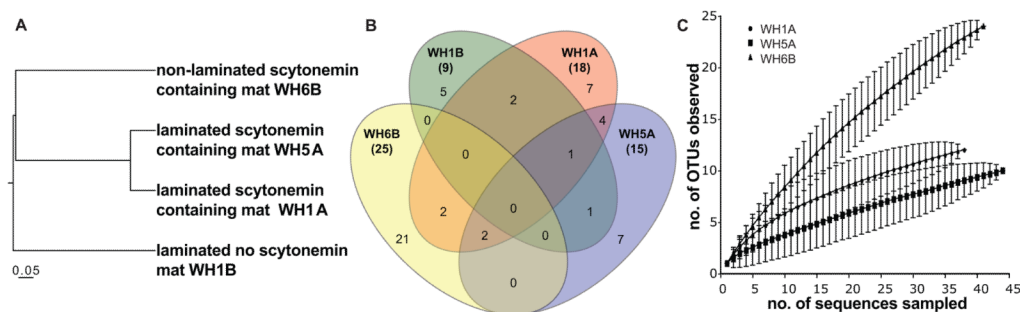 A
non-laminated scytonemin
containing mat WH6B
laminated scytonemin
containing mat WH5A
laminated scytonemin
containing mat WH1A
laminated no scytonemin
mat WH1B
0.05
B
WH1B
(9)
WH1A
(18)
WH6B
(25)
WH5A
(15)
5
2
7
0
4
0
1
2
0
1
21
2
0
7
0
C
no. of OTUs observed
25
20
15
10
5
0
WH1A
WH5A
WH6B
0 5 10 15 20 25 30 35 40 45
no. of sequences sampled